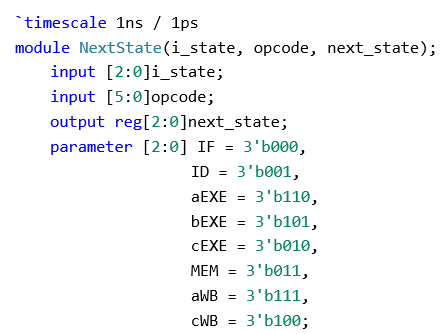 `timescale 1ns / 1ps
module NextState(i_state, opcode, next_state);
    input [2:0]i_state;
    input [5:0]opcode;
    output reg[2:0]next_state;
    parameter [2:0] IF = 3'b000,
                    ID = 3'b001,
                    aEXE = 3'b110,
                    bEXE = 3'b101,
                    cEXE = 3'b010,
                    MEM = 3'b011,
                    aWB = 3'b111,
                    cWB = 3'b100;